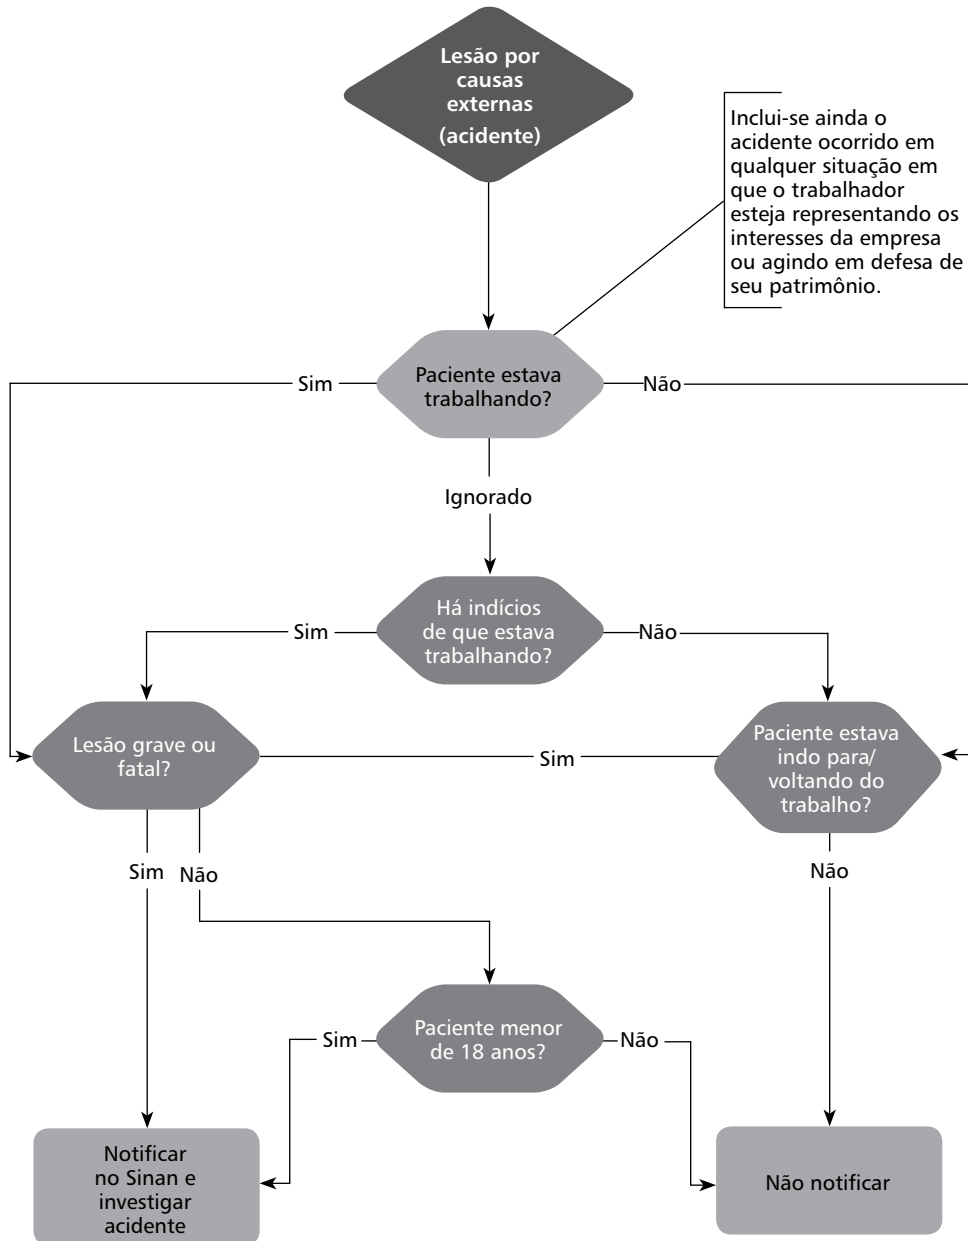 Lesão por
causas
externas
(acidente)
Inclui-se ainda o
acidente ocorrido em
qualquer situação em
que o trabalhador
esteja representando os
interesses da empresa
ou agindo em defesa de
seu patrimônio.
Paciente estava
trabalhando?
Sim
Não
Ignorado
Há indícios
de que estava
trabalhando?
Sim
Não
Lesão grave ou
fatal?
Sim
Paciente estava
indo para/
voltando do
trabalho?
Sim
Não
Não
Paciente menor
de 18 anos?
Sim
Não
Notificar
no Sinan e
investigar
acidente
Não notificar